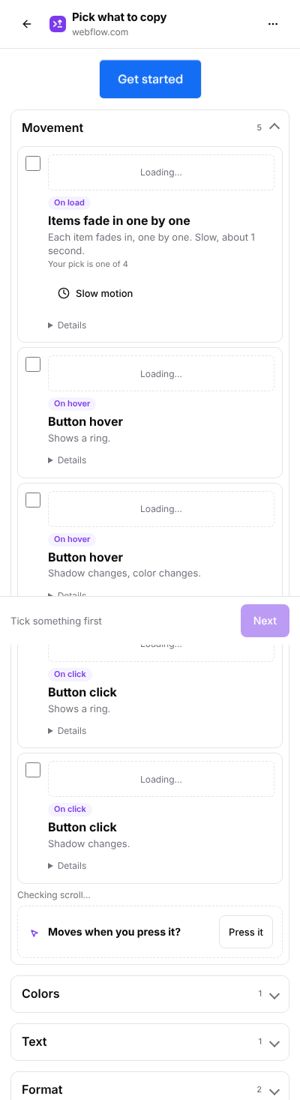 Pick what to copy
webflow.com
Get started
Movement 5
Loading...
On load
Items fade in one by one
Each item fades in, one by one. Slow, about 1
second.
Your pick is one of 4
Slow motion
Details
Loading...
On hover
Button hover
Shows a ring.
Details
Loading...
On hover
Button hover
Shadow changes, color changes.
Details
Tick something first
Next
Loading...
On click
Button click
Shows a ring.
Details
Loading...
On click
Button click
Shadow changes.
Details
Checking scroll...
Moves when you press it?
Press it
Colors 1
Text 1
Format 2